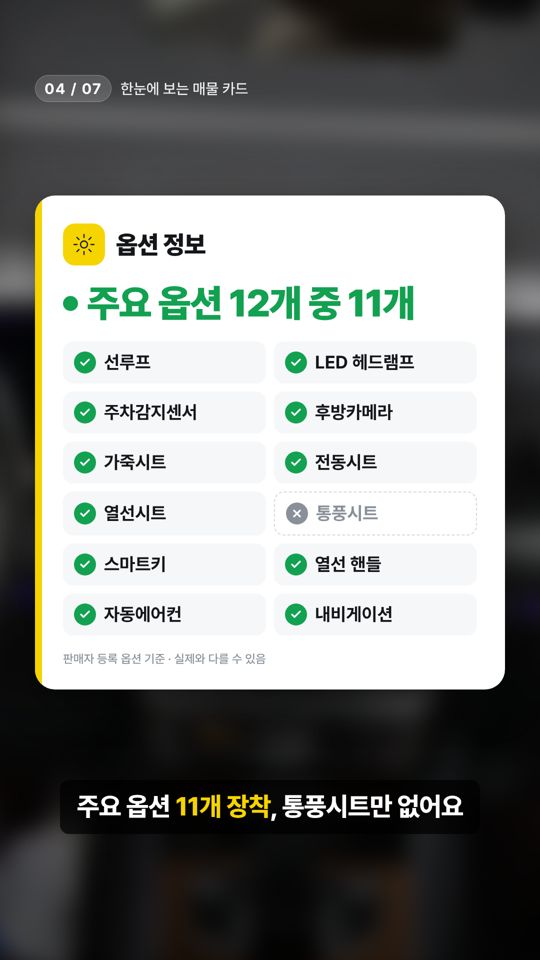 04 / 07 한눈에 보는 매물 카드
옵션 정보
• 주요 옵션 12개 중 11개
선루프 LED 헤드램프
주차감지센서 후방카메라
가죽시트 전동시트
열선시트 통풍시트
스마트키 열선 핸들
자동에어컨 내비게이션
판매자 등록 옵션 기준 · 실제와 다를 수 있음
주요 옵션 11개 장착, 통풍시트만 없어요